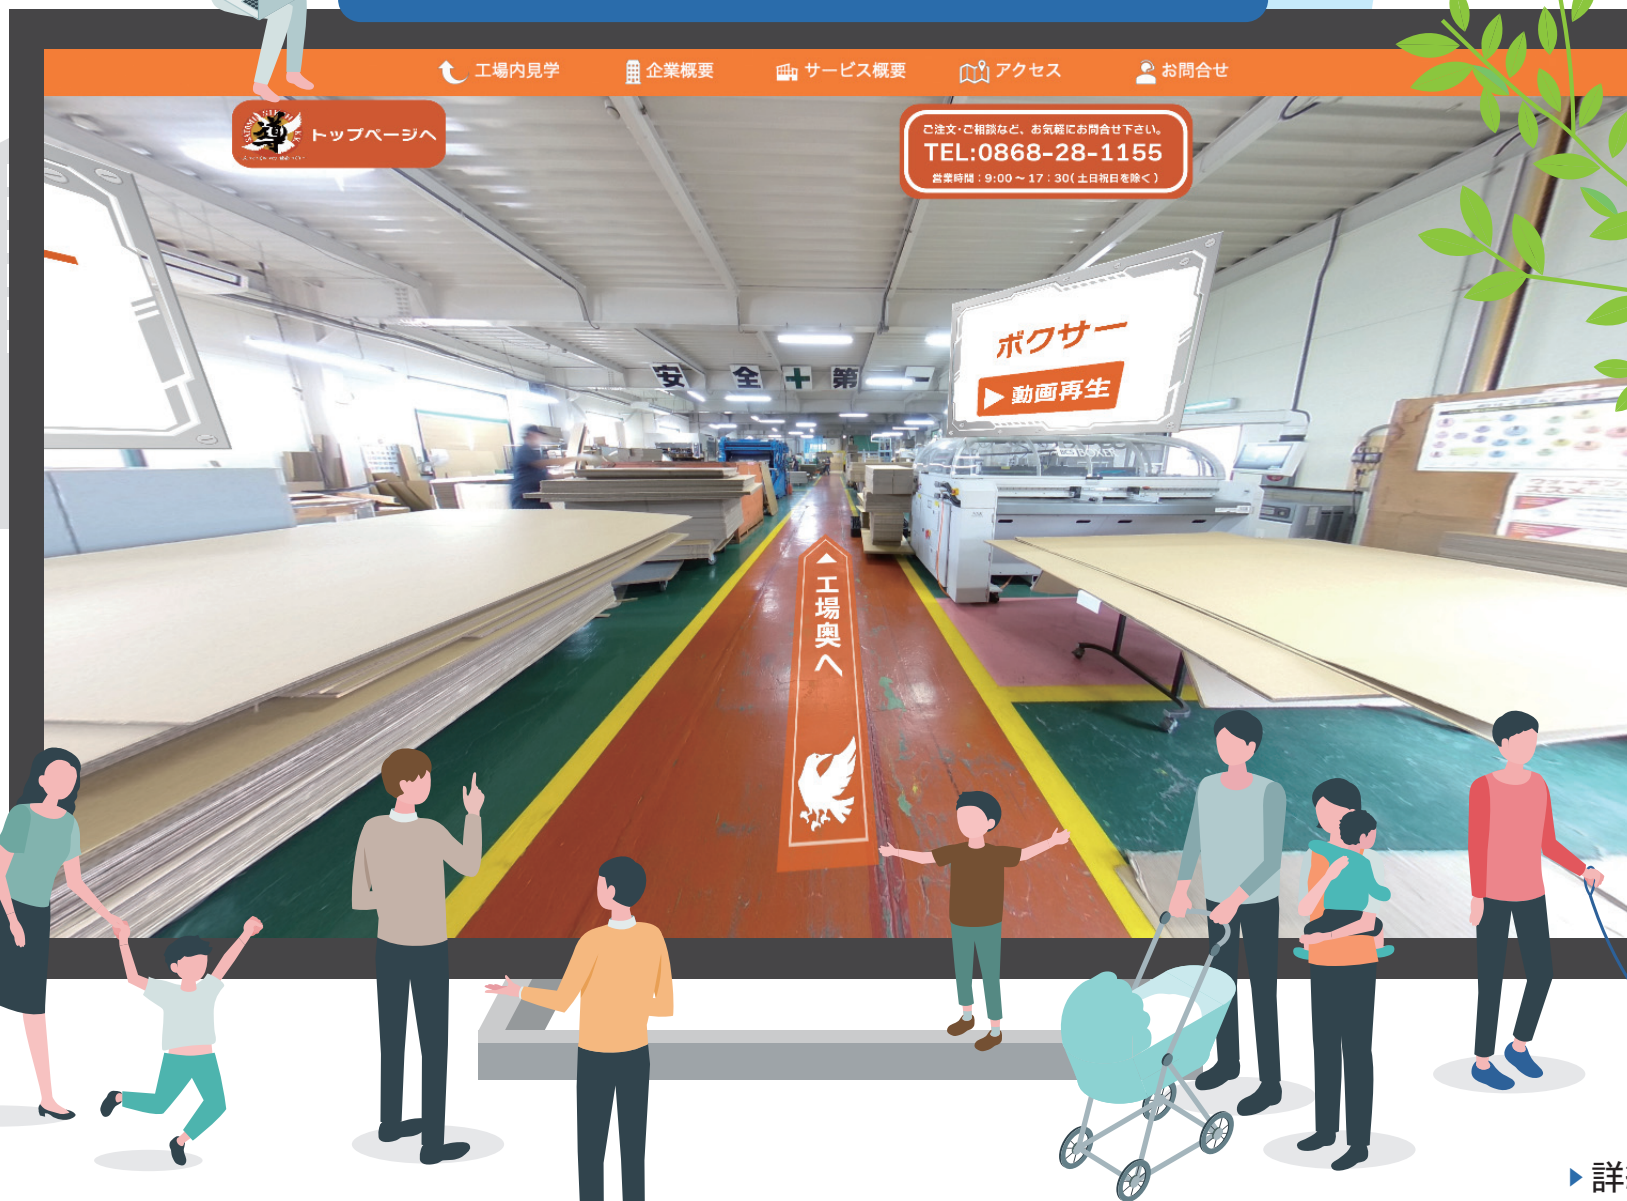 工場内見学
企業概要
サービス概要
アクセス
お問合せ
導
トップページへ
ご注文・ご相談など、お気軽にお問合せ下さい。
TEL:0868-28-1155
営業時間：9:00～17：30(土日祝日を除く)
ボクサー
動画再生
安全十第一
工場奥へ